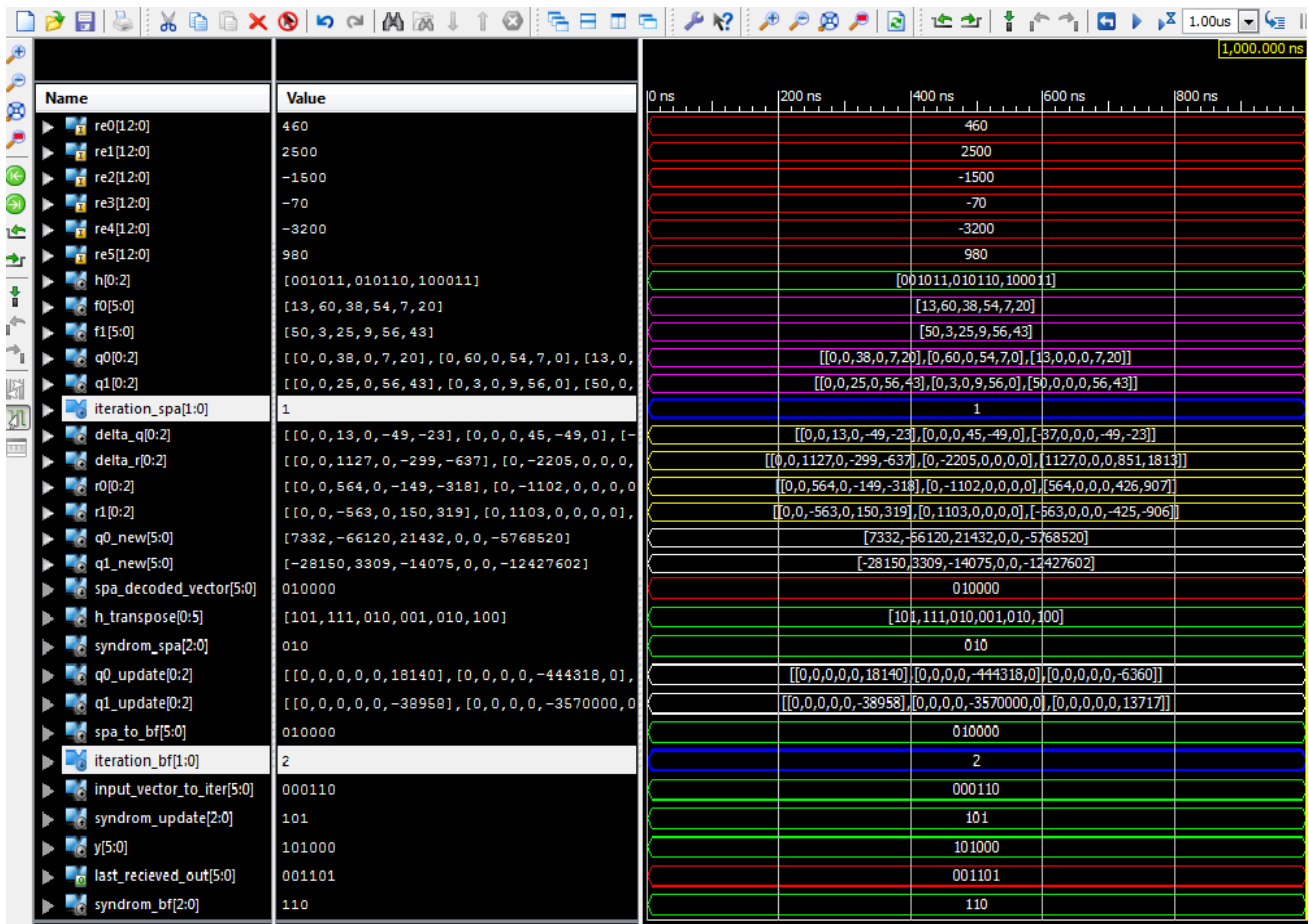 1.00us
1,000.000 ns
Name Value 0 ns 200 ns 400 ns 600 ns 800 ns
re0[12:0] 460 460
re1[12:0] 2500 2500
re2[12:0] -1500 -1500
re3[12:0] -70 -70
re4[12:0] -3200 -3200
re5[12:0] 980 980
h[0:2] [001011,010110,100011] [001011,010110,100011]
f0[5:0] [13,60,38,54,7,20] [13,60,38,54,7,20]
f1[5:0] [50,3,25,9,56,43] [50,3,25,9,56,43]
q0[0:2] [[0,0,38,0,7,20],[0,60,0,54,7,0],[13,0, [[0,0,38,0,7,20],[0,60,0,54,7,0],[13,0,0,0,7,20]]
q1[0:2] [[0,0,25,0,56,43],[0,3,0,9,56,0],[50,0, [[0,0,25,0,56,43],[0,3,0,9,56,0],[50,0,0,0,56,43]]
iteration_spa[1:0] 1 1
delta_q[0:2] [[0,0,13,0,-49,-23],[0,0,0,45,-49,0],[- [[0,0,13,0,-49,-23],[0,0,0,45,-49,0],[-37,0,0,0,-49,-23]]
delta_r[0:2] [[0,0,1127,0,-299,-637],[0,-2205,0,0,0, [[0,0,1127,0,-299,-637],[0,-2205,0,0,0,0],[1127,0,0,0,851,1813]]
r0[0:2] [[0,0,564,0,-149,-318],[0,-1102,0,0,0,0 [[0,0,564,0,-149,-318],[0,-1102,0,0,0,0],[564,0,0,0,426,907]]
r1[0:2] [[0,0,-563,0,150,319],[0,1103,0,0,0,0], [[0,0,-563,0,150,319],[0,1103,0,0,0,0],[-563,0,0,0,-425,-906]]
q0_new[5:0] [7332,-66120,21432,0,0,-5768520] [7332,-66120,21432,0,0,-5768520]
q1_new[5:0] [-28150,3309,-14075,0,0,-12427602] [-28150,3309,-14075,0,0,-12427602]
spa_decoded_vector[5:0] 010000 010000
h_transpose[0:5] [101,111,010,001,010,100] [101,111,010,001,010,100]
syndrom_spa[2:0] 010 010
q0_update[0:2] [[0,0,0,0,0,18140],[0,0,0,0,-444318,0], [[0,0,0,0,0,18140],[0,0,0,0,-444318,0],[0,0,0,0,0,-6360]]
q1_update[0:2] [[0,0,0,0,0,-38958],[0,0,0,0,-3570000,0 [[0,0,0,0,0,-38958],[0,0,0,0,-3570000,0],[0,0,0,0,0,13717]]
spa_to_bf[5:0] 010000 010000
iteration_bf[1:0] 2 2
input_vector_to_iter[5:0] 000110 000110
syndrom_update[2:0] 101 101
y[5:0] 101000 101000
last_recieved_out[5:0] 001101 001101
syndrom_bf[2:0] 110 110